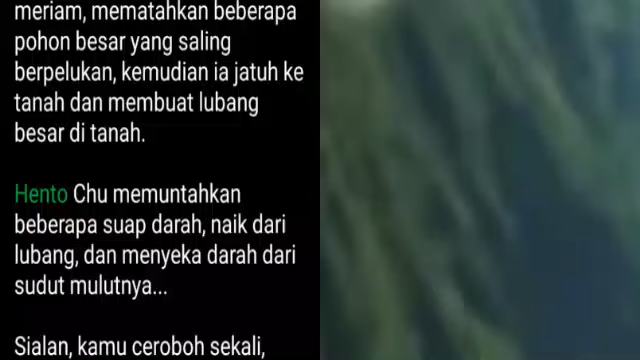 meriam, mematahkan beberapa
pohon besar yang saling
berpelukan, kemudian ia jatuh ke
tanah dan membuat lubang
besar di tanah.
Hento Chu memuntahkan
beberapa suap darah, naik dari
lubang, dan menyeka darah dari
sudut mulutnya...
Sialan, kamu ceroboh sekali,